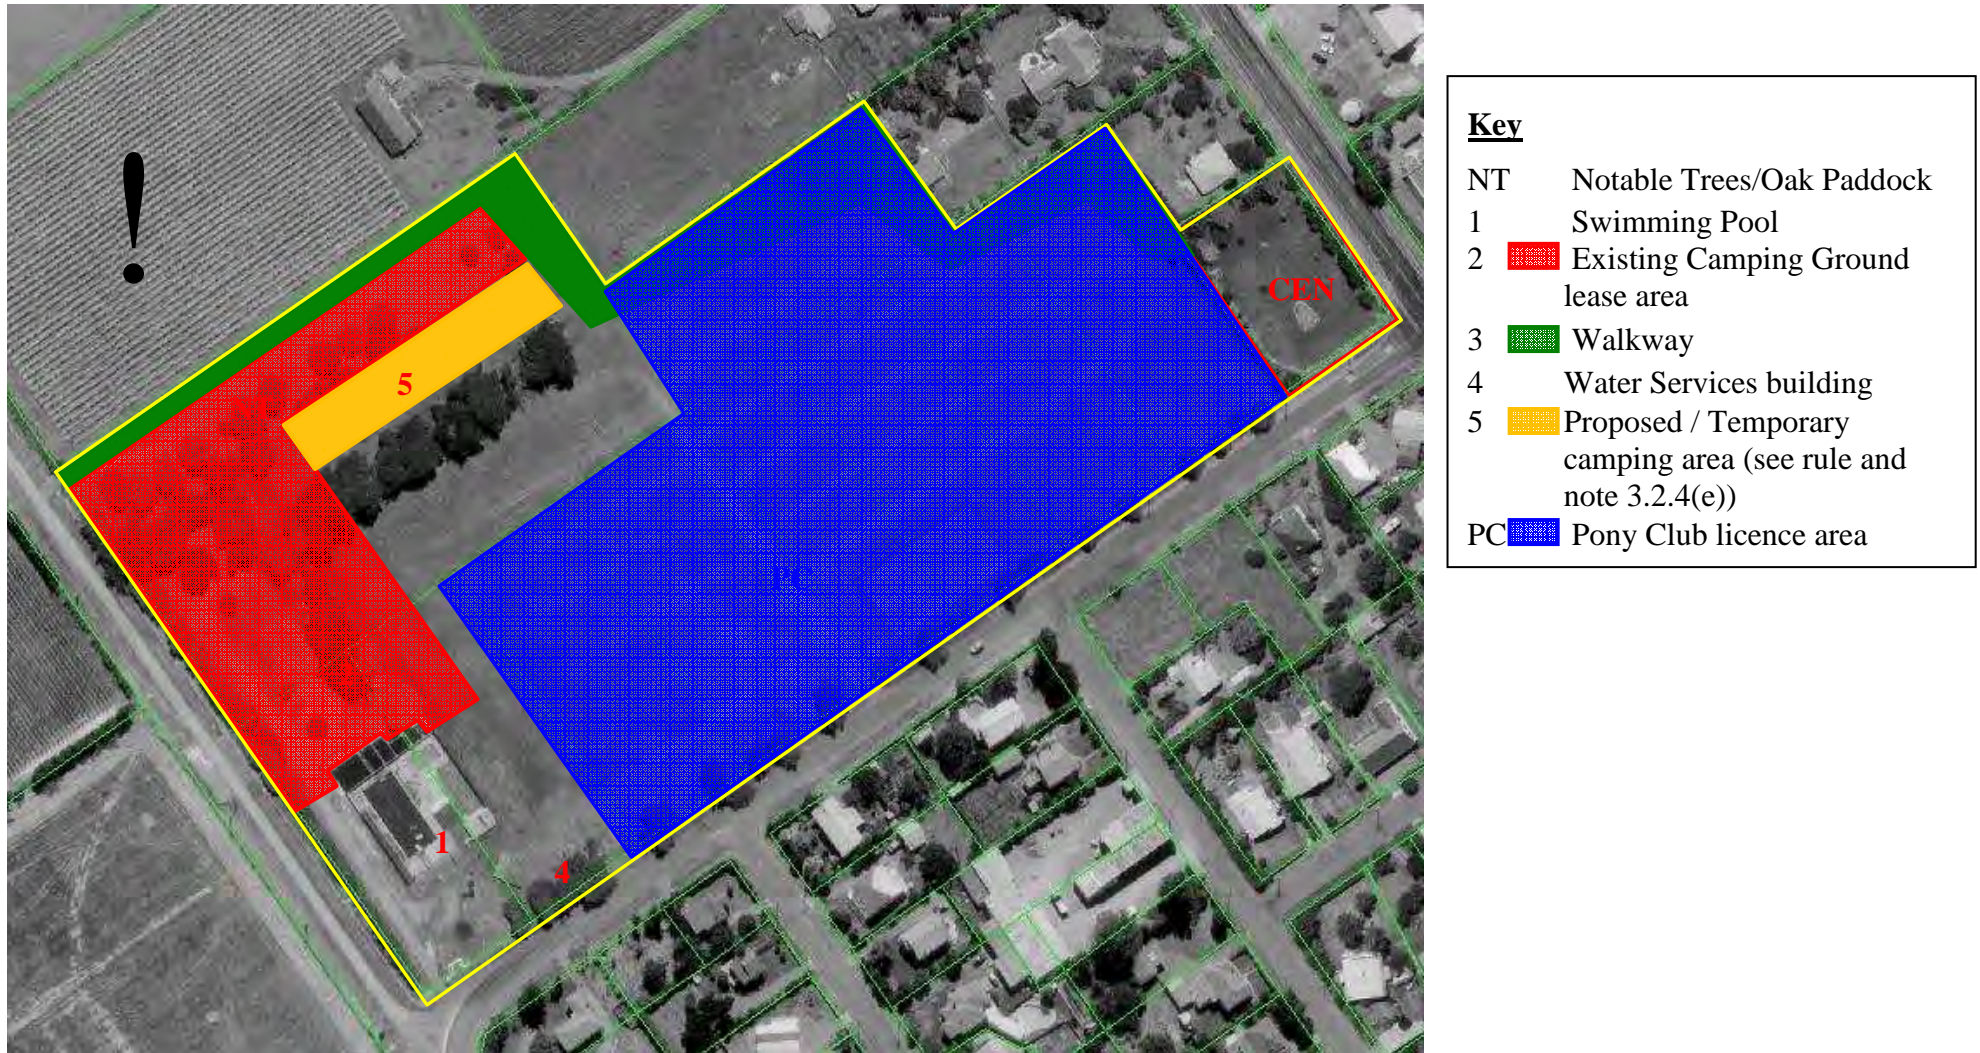 !
5
CEN
1
4
Key
NT Notable Trees/Oak Paddock
1 Swimming Pool
2 Existing Camping Ground
lease area
3 Walkway
4 Water Services building
5 Proposed / Temporary
camping area (see rule and
note 3.2.4(e))
PC Pony Club licence area